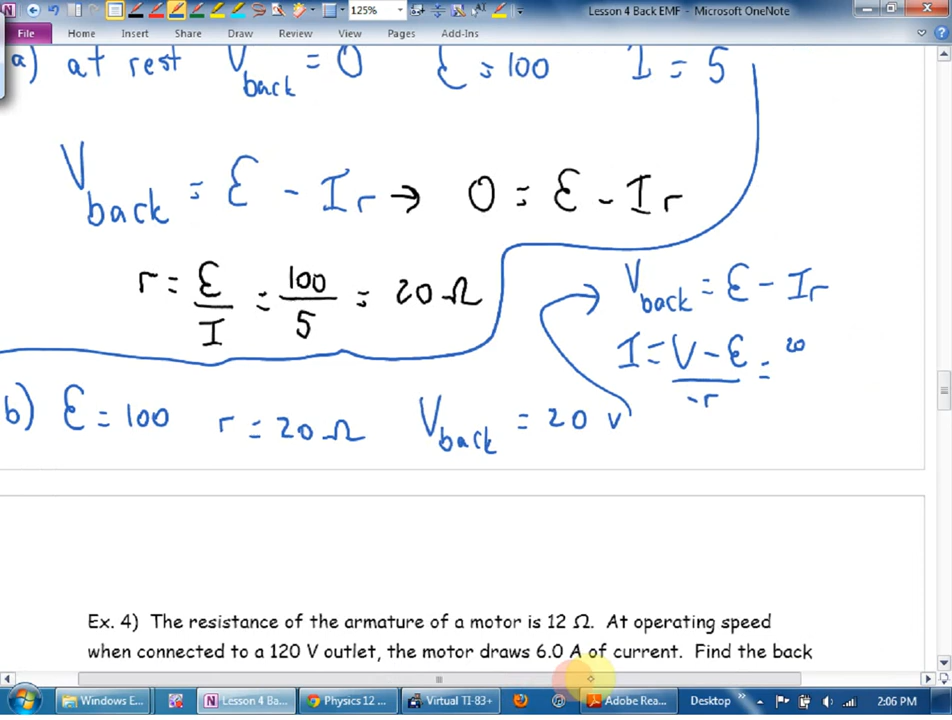 Lesson 4 Back EMF - Microsoft OneNote
125%
File Home Insert Share Draw Review View Pages Add-Ins
a) at rest V back = 0 ℰ = 100 I = 5
V back = ℰ - Ir → 0 = ℰ - Ir
r = ℰ/I = 100/5 = 20 Ω
V back = ℰ - Ir
I = V - ℰ / -r = 20
b) ℰ = 100 r = 20 Ω V back = 20 v
Ex. 4) The resistance of the armature of a motor is 12 Ω. At operating speed
when connected to a 120 V outlet, the motor draws 6.0 A of current. Find the back
Windows E... Lesson 4 Bac... Physics 12 ... Virtual TI-83+ Adobe Rea... Desktop 2:06 PM